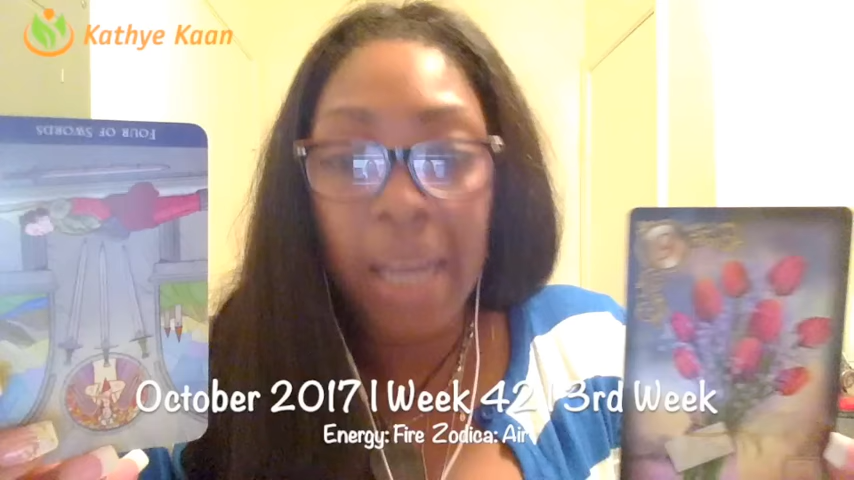 Kathye Kaan
FOUR OF SWORDS
October 2017 | Week 42 | 3rd Week
Energy: Fire Zodica: Air